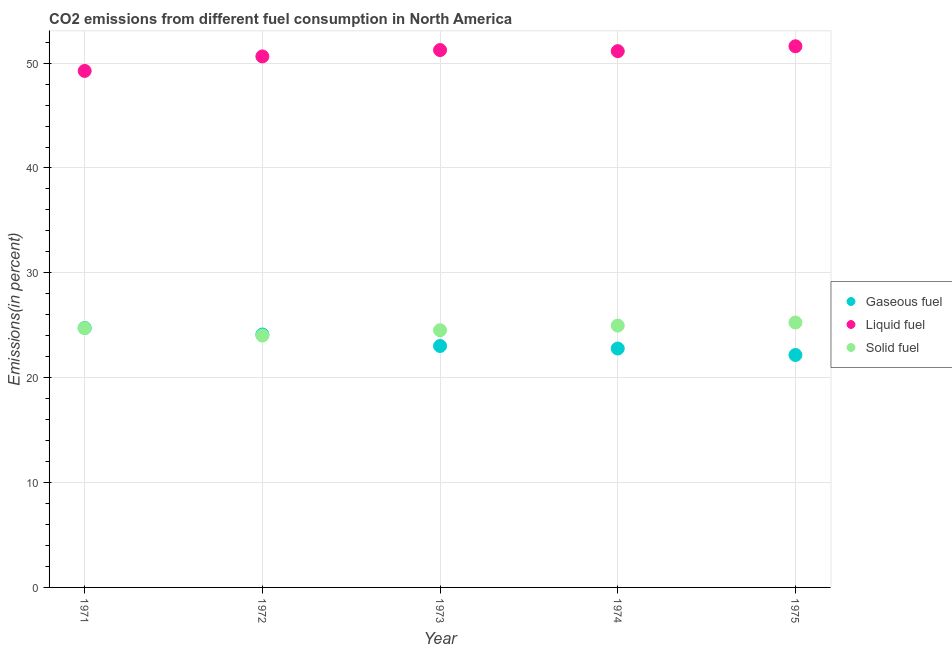 CO2 emissions from different fuel consumption in North America
Emissions(in percent)
50
40
30
20
10
0
1971
1972
1973
1974
1975
Year
Gaseous fuel
Liquid fuel
Solid fuel